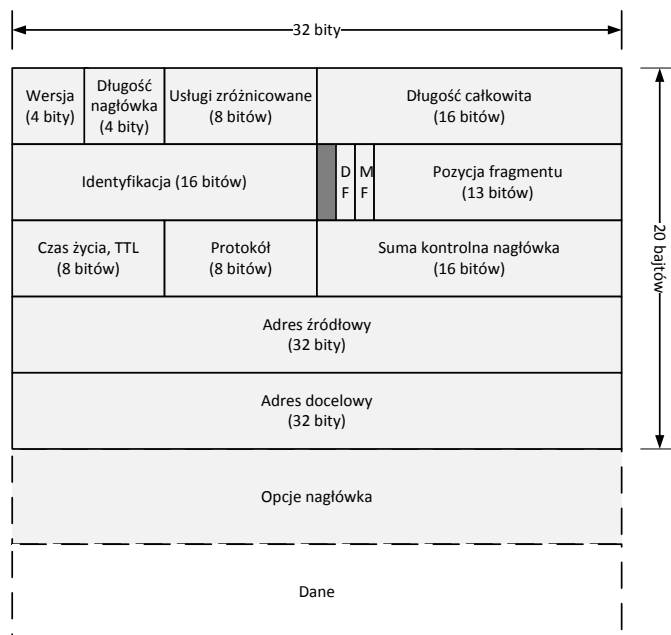 32 bity
Wersja
(4 bity)
Długość
nagłówka
(4 bity)
Usługi zróżnicowane
(8 bitów)
Długość całkowita
(16 bitów)
Identyfikacja (16 bitów)
D
F
M
F
Pozycja fragmentu
(13 bitów)
Czas życia, TTL
(8 bitów)
Protokół
(8 bitów)
Suma kontrolna nagłówka
(16 bitów)
Adres źródłowy
(32 bity)
Adres docelowy
(32 bity)
20 bajtów
Opcje nagłówka
Dane